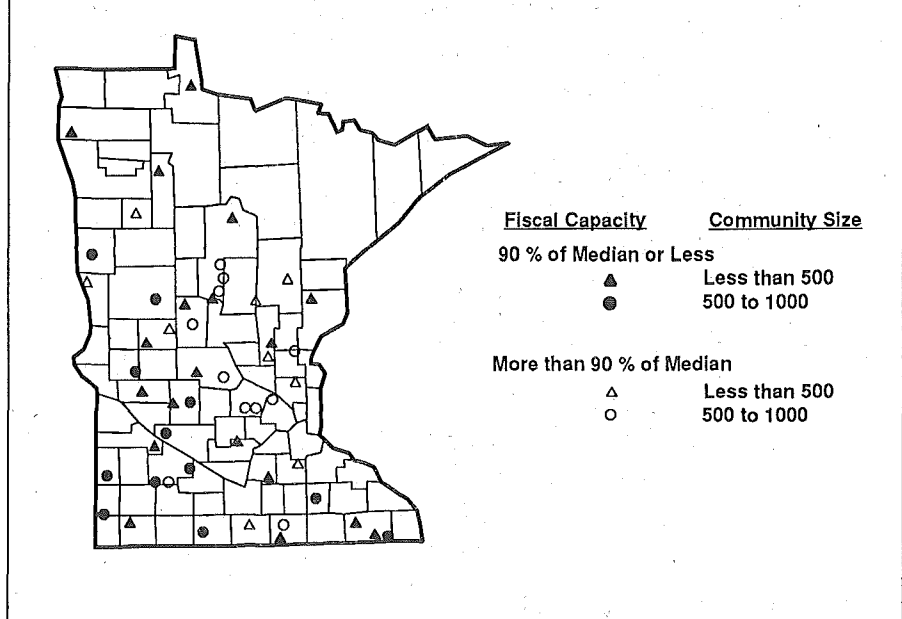 Fiscal Capacity Community Size
90 % of Median or Less
Less than 500
500 to 1000
More than 90 % of Median
Less than 500
500 to 1000